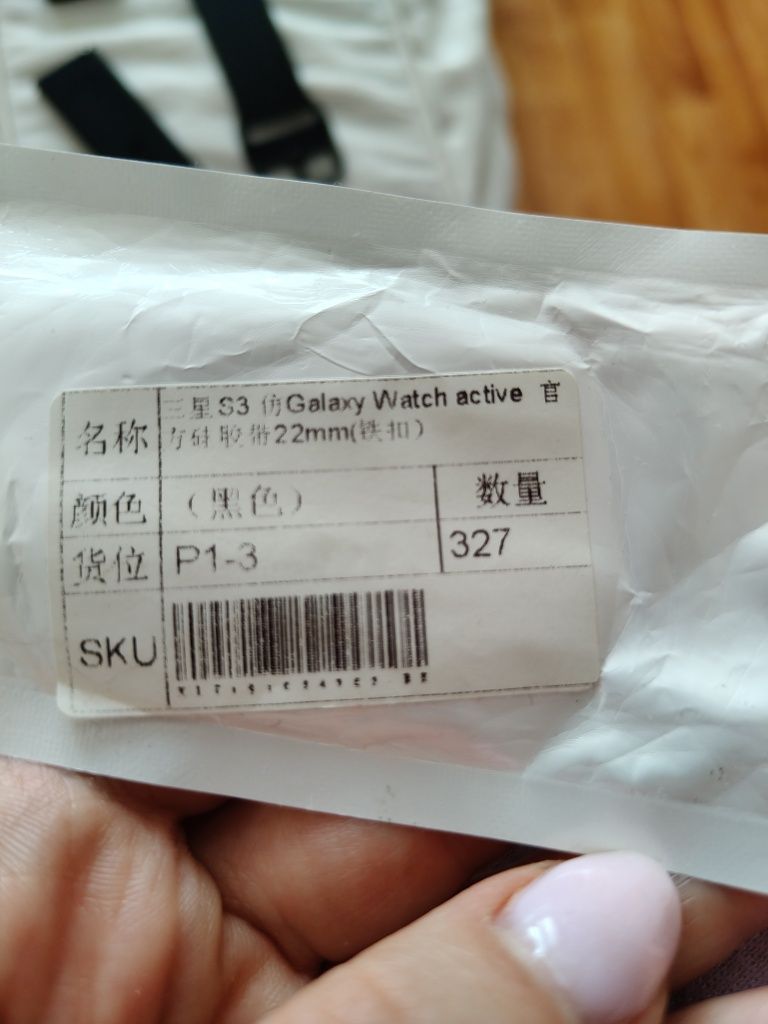 名称
三星S3 仿Galaxy Watch active 官
方硅胶带22mm(铁扣)
颜色 （黑色） 数量
货位 P1-3 327
SKU